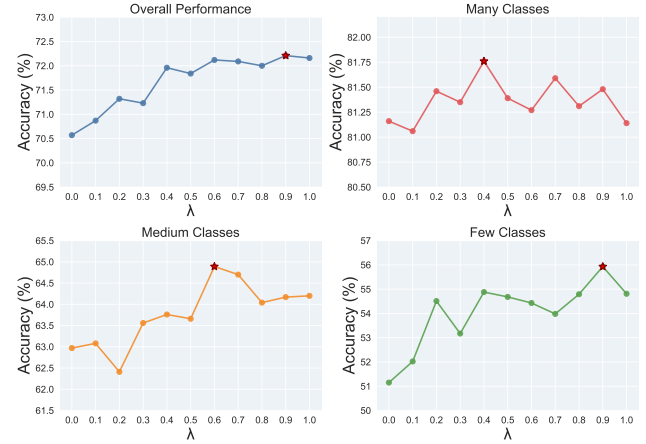 Overall Performance
Accuracy (%)
73.0
72.5
72.0
71.5
71.0
70.5
70.0
69.5
0.0 0.1 0.2 0.3 0.4 0.5 0.6 0.7 0.8 0.9 1.0
λ
Many Classes
Accuracy (%)
82.00
81.75
81.50
81.25
81.00
80.75
80.50
0.0 0.1 0.2 0.3 0.4 0.5 0.6 0.7 0.8 0.9 1.0
λ
Medium Classes
Accuracy (%)
65.5
65.0
64.5
64.0
63.5
63.0
62.5
62.0
61.5
0.0 0.1 0.2 0.3 0.4 0.5 0.6 0.7 0.8 0.9 1.0
λ
Few Classes
Accuracy (%)
57
56
55
54
53
52
51
50
0.0 0.1 0.2 0.3 0.4 0.5 0.6 0.7 0.8 0.9 1.0
λ